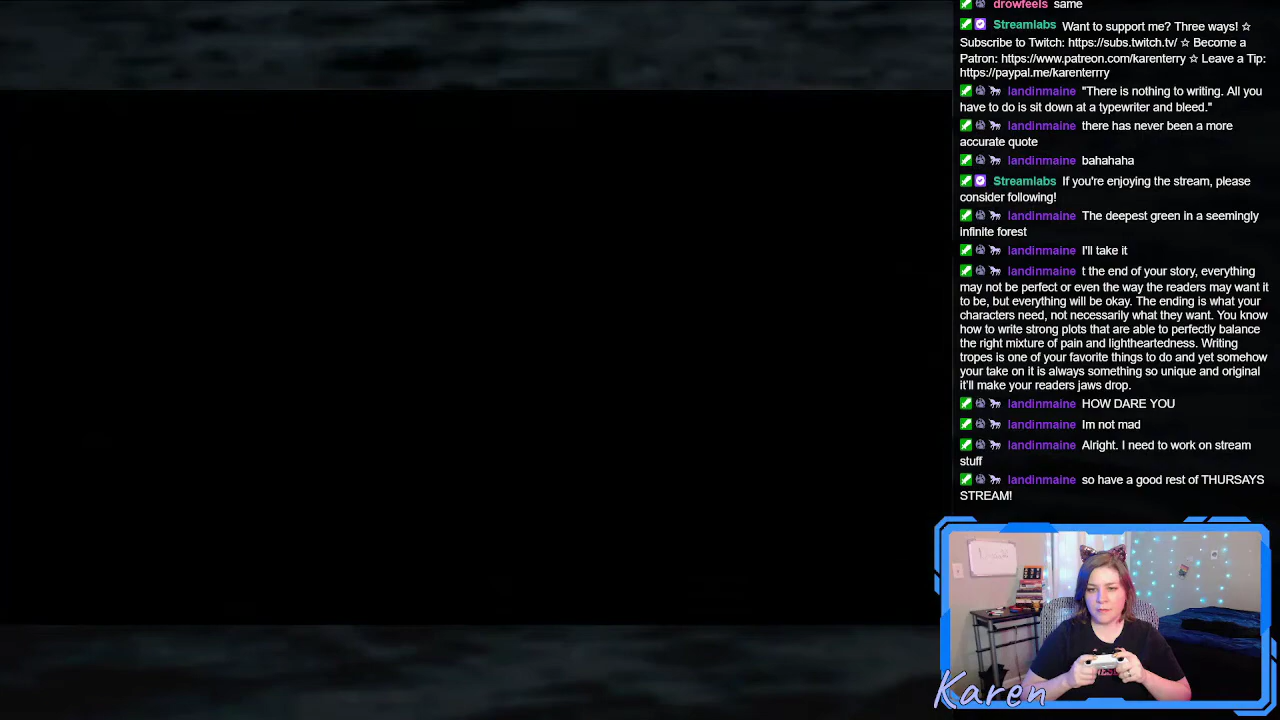 drowfeels same
Streamlabs Want to support me? Three ways! ☆
Subscribe to Twitch: https://subs.twitch.tv/ ☆ Become a
Patron: https://www.patreon.com/karenterry ☆ Leave a Tip:
https://paypal.me/karenterrry
landinmaine "There is nothing to writing. All you
have to do is sit down at a typewriter and bleed."
landinmaine there has never been a more
accurate quote
landinmaine bahahaha
Streamlabs If you're enjoying the stream, please
consider following!
landinmaine The deepest green in a seemingly
infinite forest
landinmaine I'll take it
landinmaine t the end of your story, everything
may not be perfect or even the way the readers may want it
to be, but everything will be okay. The ending is what your
characters need, not necessarily what they want. You know
how to write strong plots that are able to perfectly balance
the right mixture of pain and lightheartedness. Writing
tropes is one of your favorite things to do and yet somehow
your take on it is always something so unique and original
it'll make your readers jaws drop.
landinmaine HOW DARE YOU
landinmaine Im not mad
landinmaine Alright. I need to work on stream
stuff
landinmaine so have a good rest of THURSAYS
STREAM!
Karen